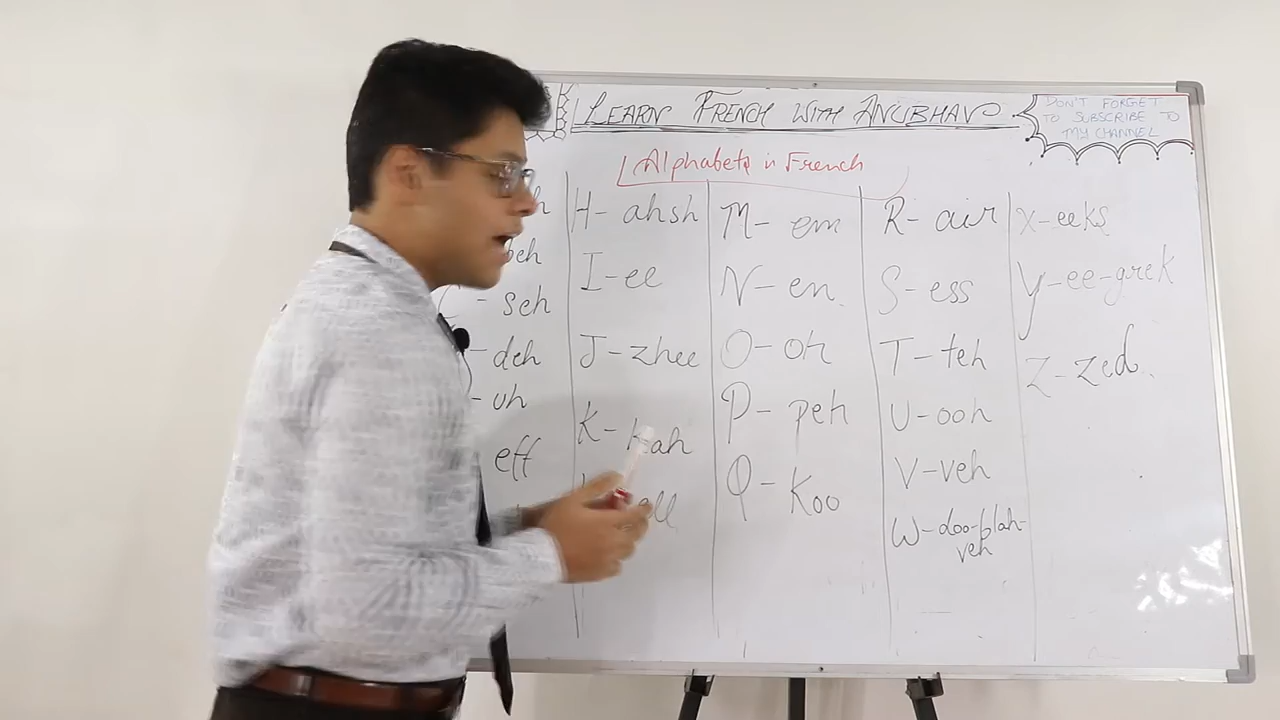 LEARN FRENCH WITH ANUBHAV
DON'T FORGET
TO SUBSCRIBE TO
MY CHANNEL
Alphabets in French
beh
C - seh
- deh
- uh
eff
H - ahsh
I - ee
J - zhee
K - kah
ell
M - em
N - en
O - oh
P - peh
Q - Koo
R - air
S - ess
T - teh
U - ooh
V - veh
W - doo-blah-
veh
X - eeks
Y - ee-grek
Z - zed